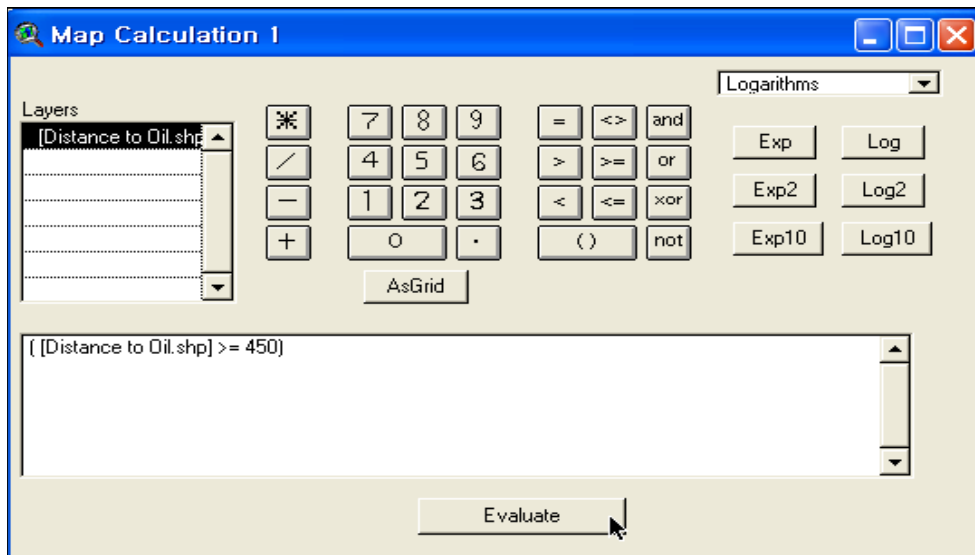 Map Calculation 1
Logarithms
Layers
[Distance to Oil.shp
* 7 8 9 = <> and
/ 4 5 6 > >= or
- 1 2 3 < <= xor
+ 0 . ( ) not
Exp Log
Exp2 Log2
Exp10 Log10
AsGrid
( [Distance to Oil.shp] >= 450)
Evaluate